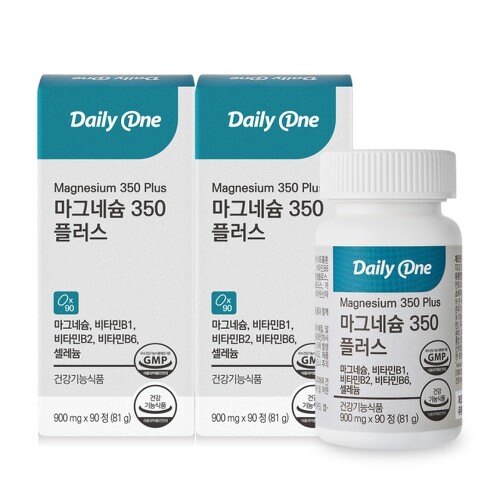 Daily One
Magnesium 350 Plus
마그네슘 350
플러스
x
90
마그네슘, 비타민B1,
비타민B2, 비타민B6,
셀레늄
건강기능식품
900 mg x 90 정 (81 g)
GMP
건강
기능식품
Daily One
Magnesium 350 Plus
마그네슘 350
플러스
x
90
마그네슘, 비타민B1,
비타민B2, 비타민B6,
셀레늄
건강기능식품
900 mg x 90 정 (81 g)
Daily One
Magnesium 350 Plus
마그네슘 350
플러스
마그네슘, 비타민B1,
비타민B2, 비타민B6,
셀레늄
건강기능식품
900 mg x 90 정 (81 g)
GMP
건강
기능식품